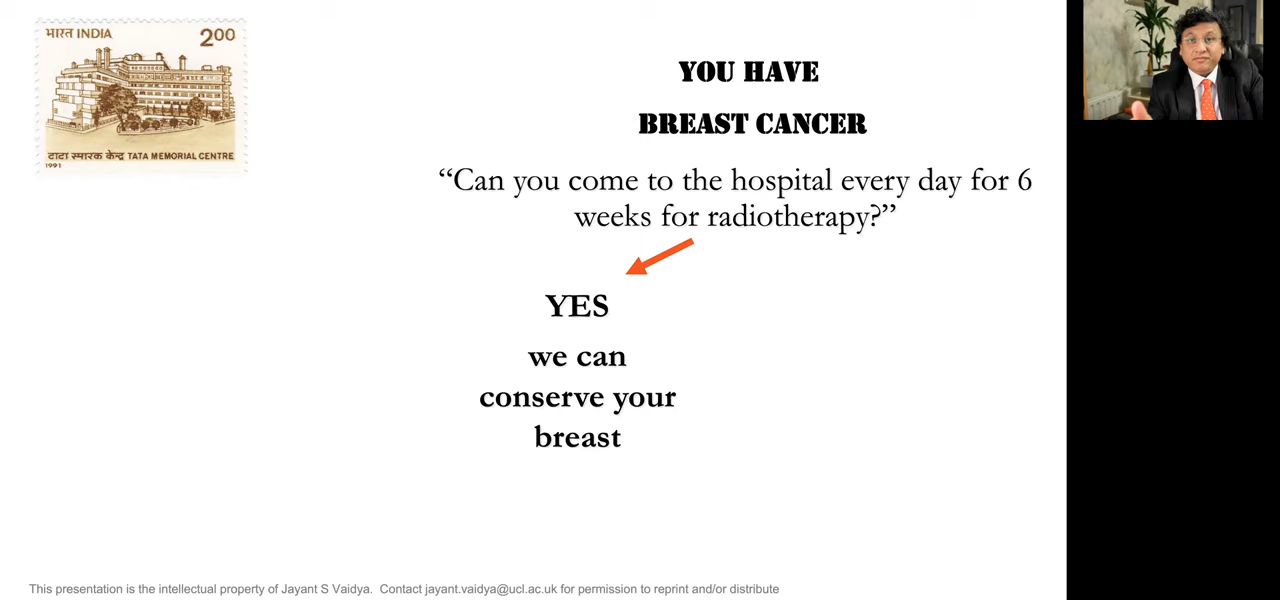 भारत INDIA 200
टाटा स्मारक केन्द्र TATA MEMORIAL CENTRE
1991
YOU HAVE
BREAST CANCER
“Can you come to the hospital every day for 6
weeks for radiotherapy?”
YES
we can
conserve your
breast
This presentation is the intellectual property of Jayant S Vaidya. Contact jayant.vaidya@ucl.ac.uk for permission to reprint and/or distribute